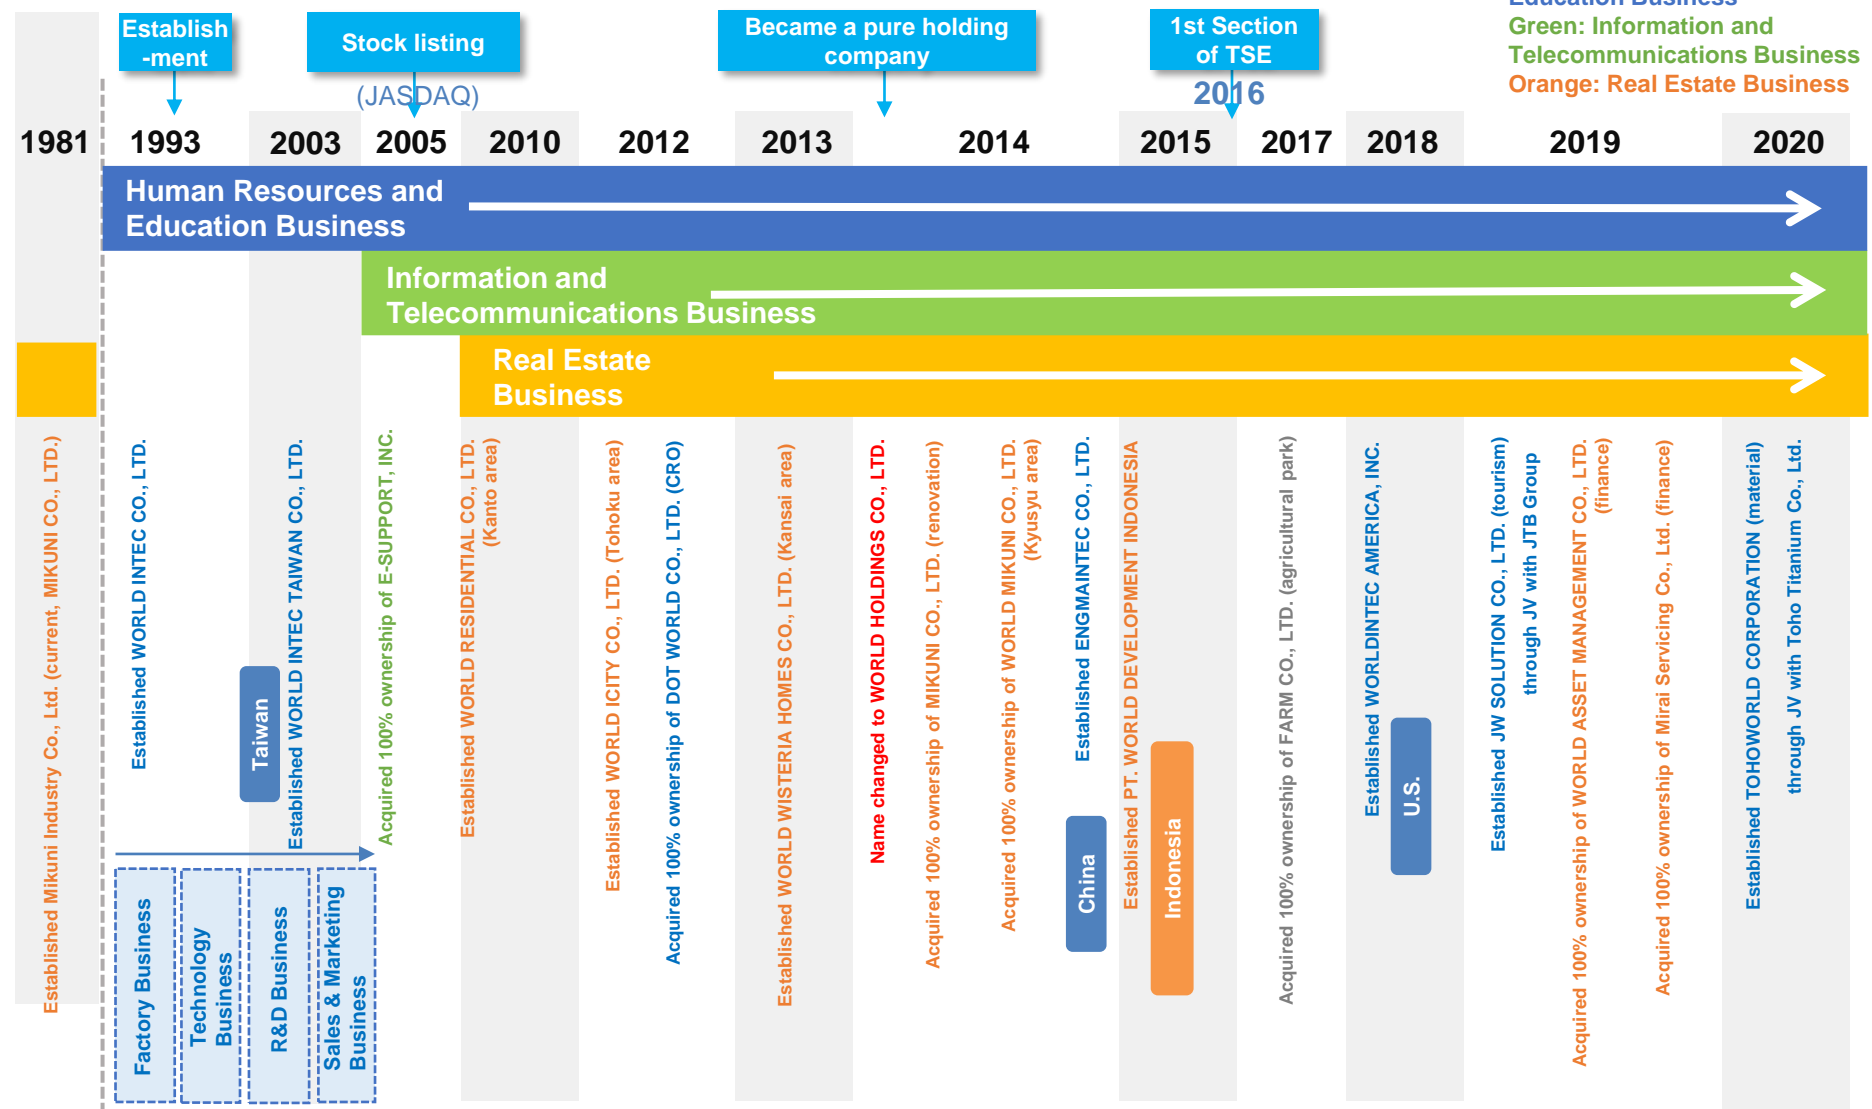 Establish
-ment
Stock listing
(JASDAQ)
Became a pure holding
company
1st Section
of TSE
2016
Education Business
Green: Information and
Telecommunications Business
Orange: Real Estate Business
1981
1993
2003
2005
2010
2012
2013
2014
2015
2017
2018
2019
2020
Human Resources and
Education Business
Information and
Telecommunications Business
Real Estate
Business
Established Mikuni Industry Co., Ltd. (current, MIKUNI CO., LTD.)
Established WORLD INTEC CO., LTD.
Taiwan
Established WORLD INTEC TAIWAN CO., LTD.
Acquired 100% ownership of E-SUPPORT, INC.
Established WORLD RESIDENTIAL CO., LTD.
(Kanto area)
Established WORLD ICITY CO., LTD. (Tohoku area)
Acquired 100% ownership of DOT WORLD CO., LTD. (CRO)
Established WORLD WISTERIA HOMES CO., LTD. (Kansai area)
Name changed to WORLD HOLDINGS CO., LTD.
Acquired 100% ownership of MIKUNI CO., LTD. (renovation)
Acquired 100% ownership of WORLD MIKUNI CO., LTD.
(Kyusyu area)
Established ENGMAINTEC CO., LTD.
China
Established PT. WORLD DEVELOPMENT INDONESIA
Indonesia
Acquired 100% ownership of FARM CO., LTD. (agricultural park)
Established WORLDINTEC AMERICA, INC.
U.S.
Established JW SOLUTION CO., LTD. (tourism)
through JV with JTB Group
Acquired 100% ownership of WORLD ASSET MANAGEMENT CO., LTD.
(finance)
Acquired 100% ownership of Mirai Servicing Co., Ltd. (finance)
Established TOHOWORLD CORPORATION (material)
through JV with Toho Titanium Co., Ltd.
Factory Business
Technology
Business
R&D Business
Sales & Marketing
Business